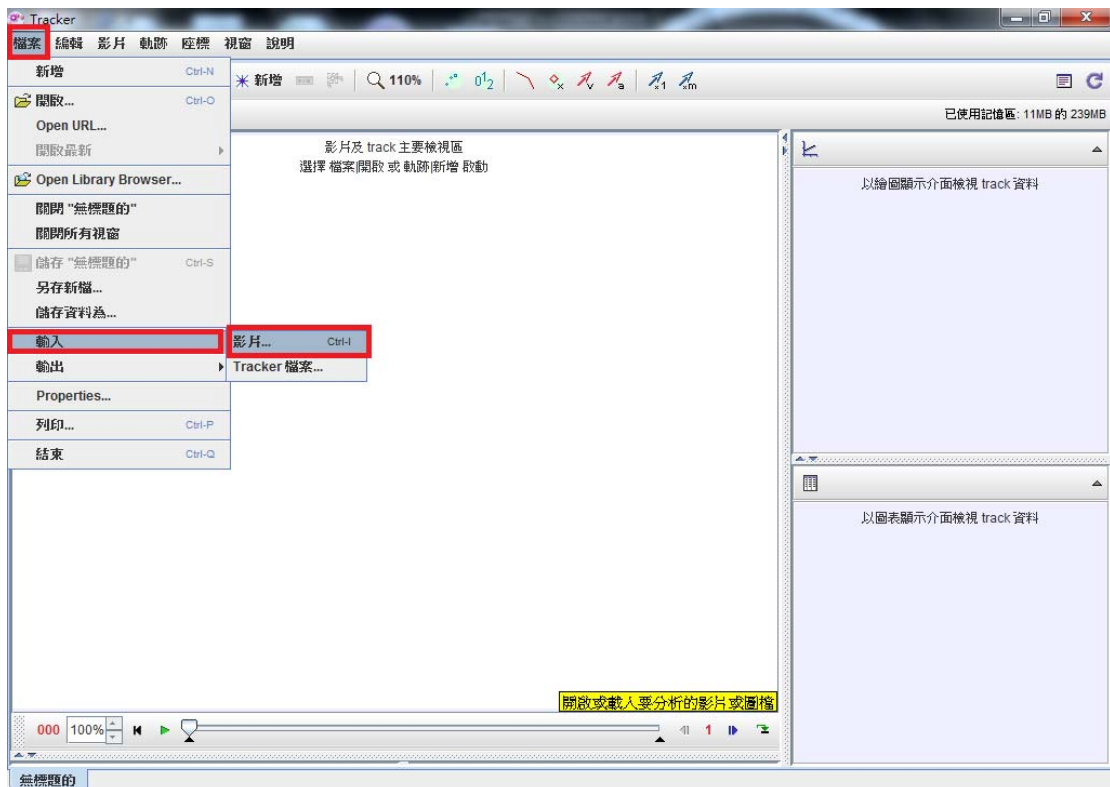 Tracker
檔案 編輯 影片 軌跡 座標 視窗 說明
新增 Ctrl-N
開啟... Ctrl-O
Open URL...
開啟最新
Open Library Browser...
關閉 "無標題的"
關閉所有視窗
儲存 "無標題的" Ctrl-S
另存新檔...
儲存資料為...
輸入
輸出
Properties...
列印... Ctrl-P
結束 Ctrl-Q
影片... Ctrl-I
Tracker 檔案...
新增 110%
已使用記憶區: 11MB 的 239MB
影片及 track 主要檢視區
選擇 檔案|開啟 或 軌跡|新增 啟動
以繪圖顯示介面檢視 track 資料
以圖表顯示介面檢視 track 資料
開啟或載入要分析的影片或圖檔
000 100% 1
無標題的